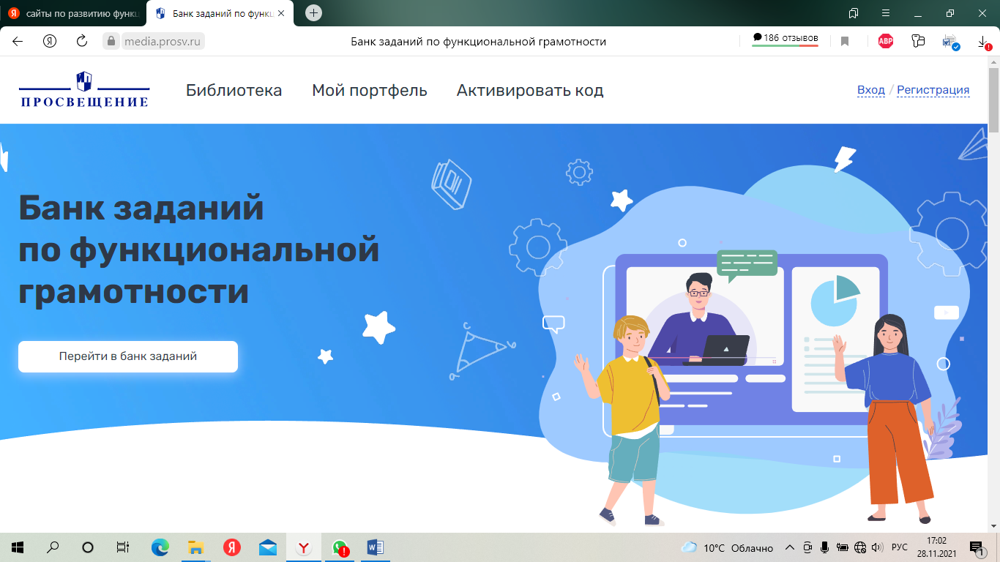 сайты по развитию функц
Банк заданий по функц
media.prosv.ru
Банк заданий по функциональной грамотности
186 отзывов
ABP
ПРОСВЕЩЕНИЕ
Библиотека
Мой портфель
Активировать код
Вход / Регистрация
Банк заданий
по функциональной
грамотности
Перейти в банк заданий
c
b
a
10°C Облачно
РУС
17:02
28.11.2021
1